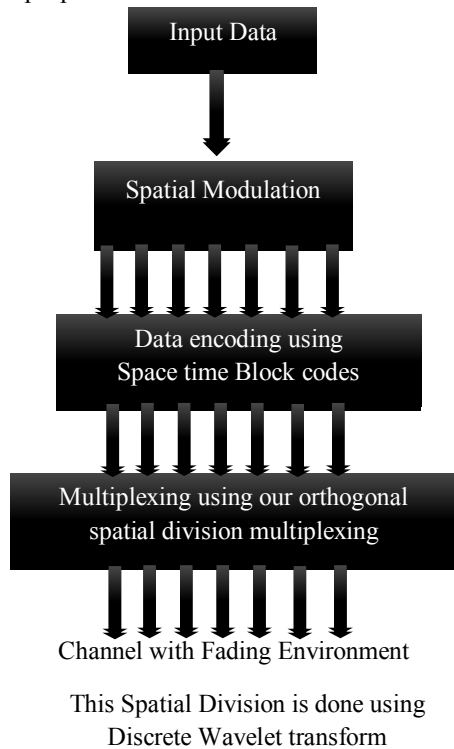 Input Data
Spatial Modulation
Data encoding using
Space time Block codes
Multiplexing using our orthogonal
spatial division multiplexing
Channel with Fading Environment
This Spatial Division is done using
Discrete Wavelet transform